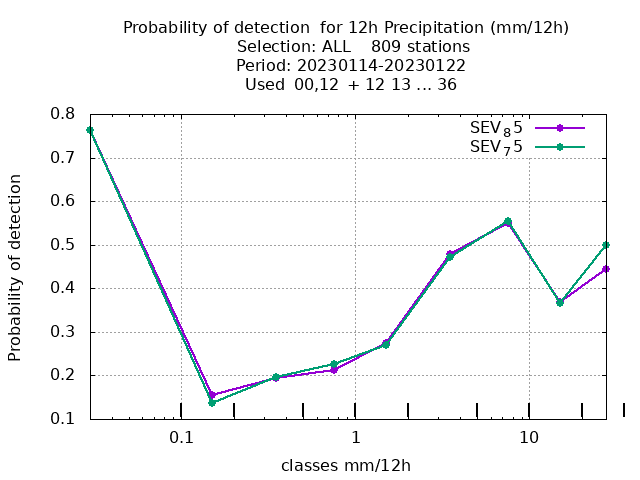 Probability of detection  for 12h Precipitation (mm/12h)
Selection: ALL    809 stations
Period: 20230114-20230122
Used  00,12  + 12 13 ... 36
SEV₈5
SEV₇5
Probability of detection
0.8
0.7
0.6
0.5
0.4
0.3
0.2
0.1
0.1
1
10
classes mm/12h